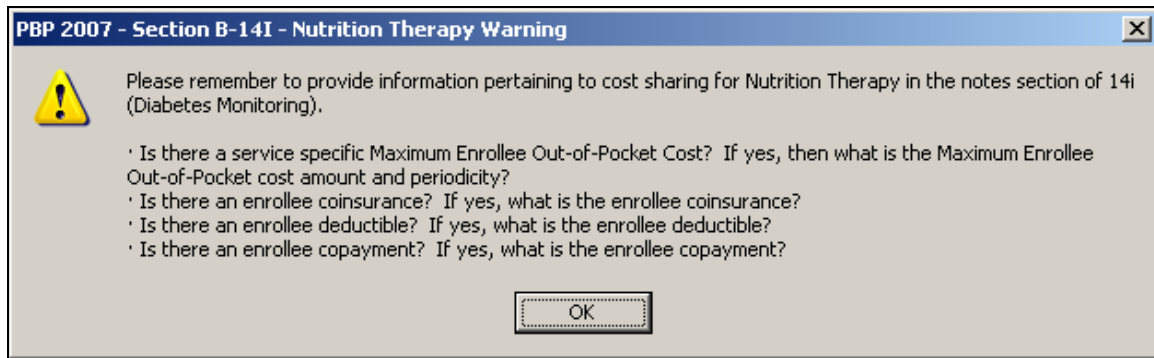 PBP 2007 - Section B-14I - Nutrition Therapy Warning
Please remember to provide information pertaining to cost sharing for Nutrition Therapy in the notes section of 14i
(Diabetes Monitoring).
· Is there a service specific Maximum Enrollee Out-of-Pocket Cost?  If yes, then what is the Maximum Enrollee
Out-of-Pocket cost amount and periodicity?
· Is there an enrollee coinsurance?  If yes, what is the enrollee coinsurance?
· Is there an enrollee deductible?  If yes, what is the enrollee deductible?
· Is there an enrollee copayment?  If yes, what is the enrollee copayment?
OK